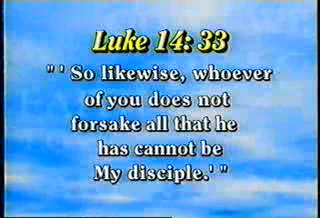 Luke 14: 33
"' So likewise, whoever
of you does not
forsake all that he
has cannot be
My disciple.' "